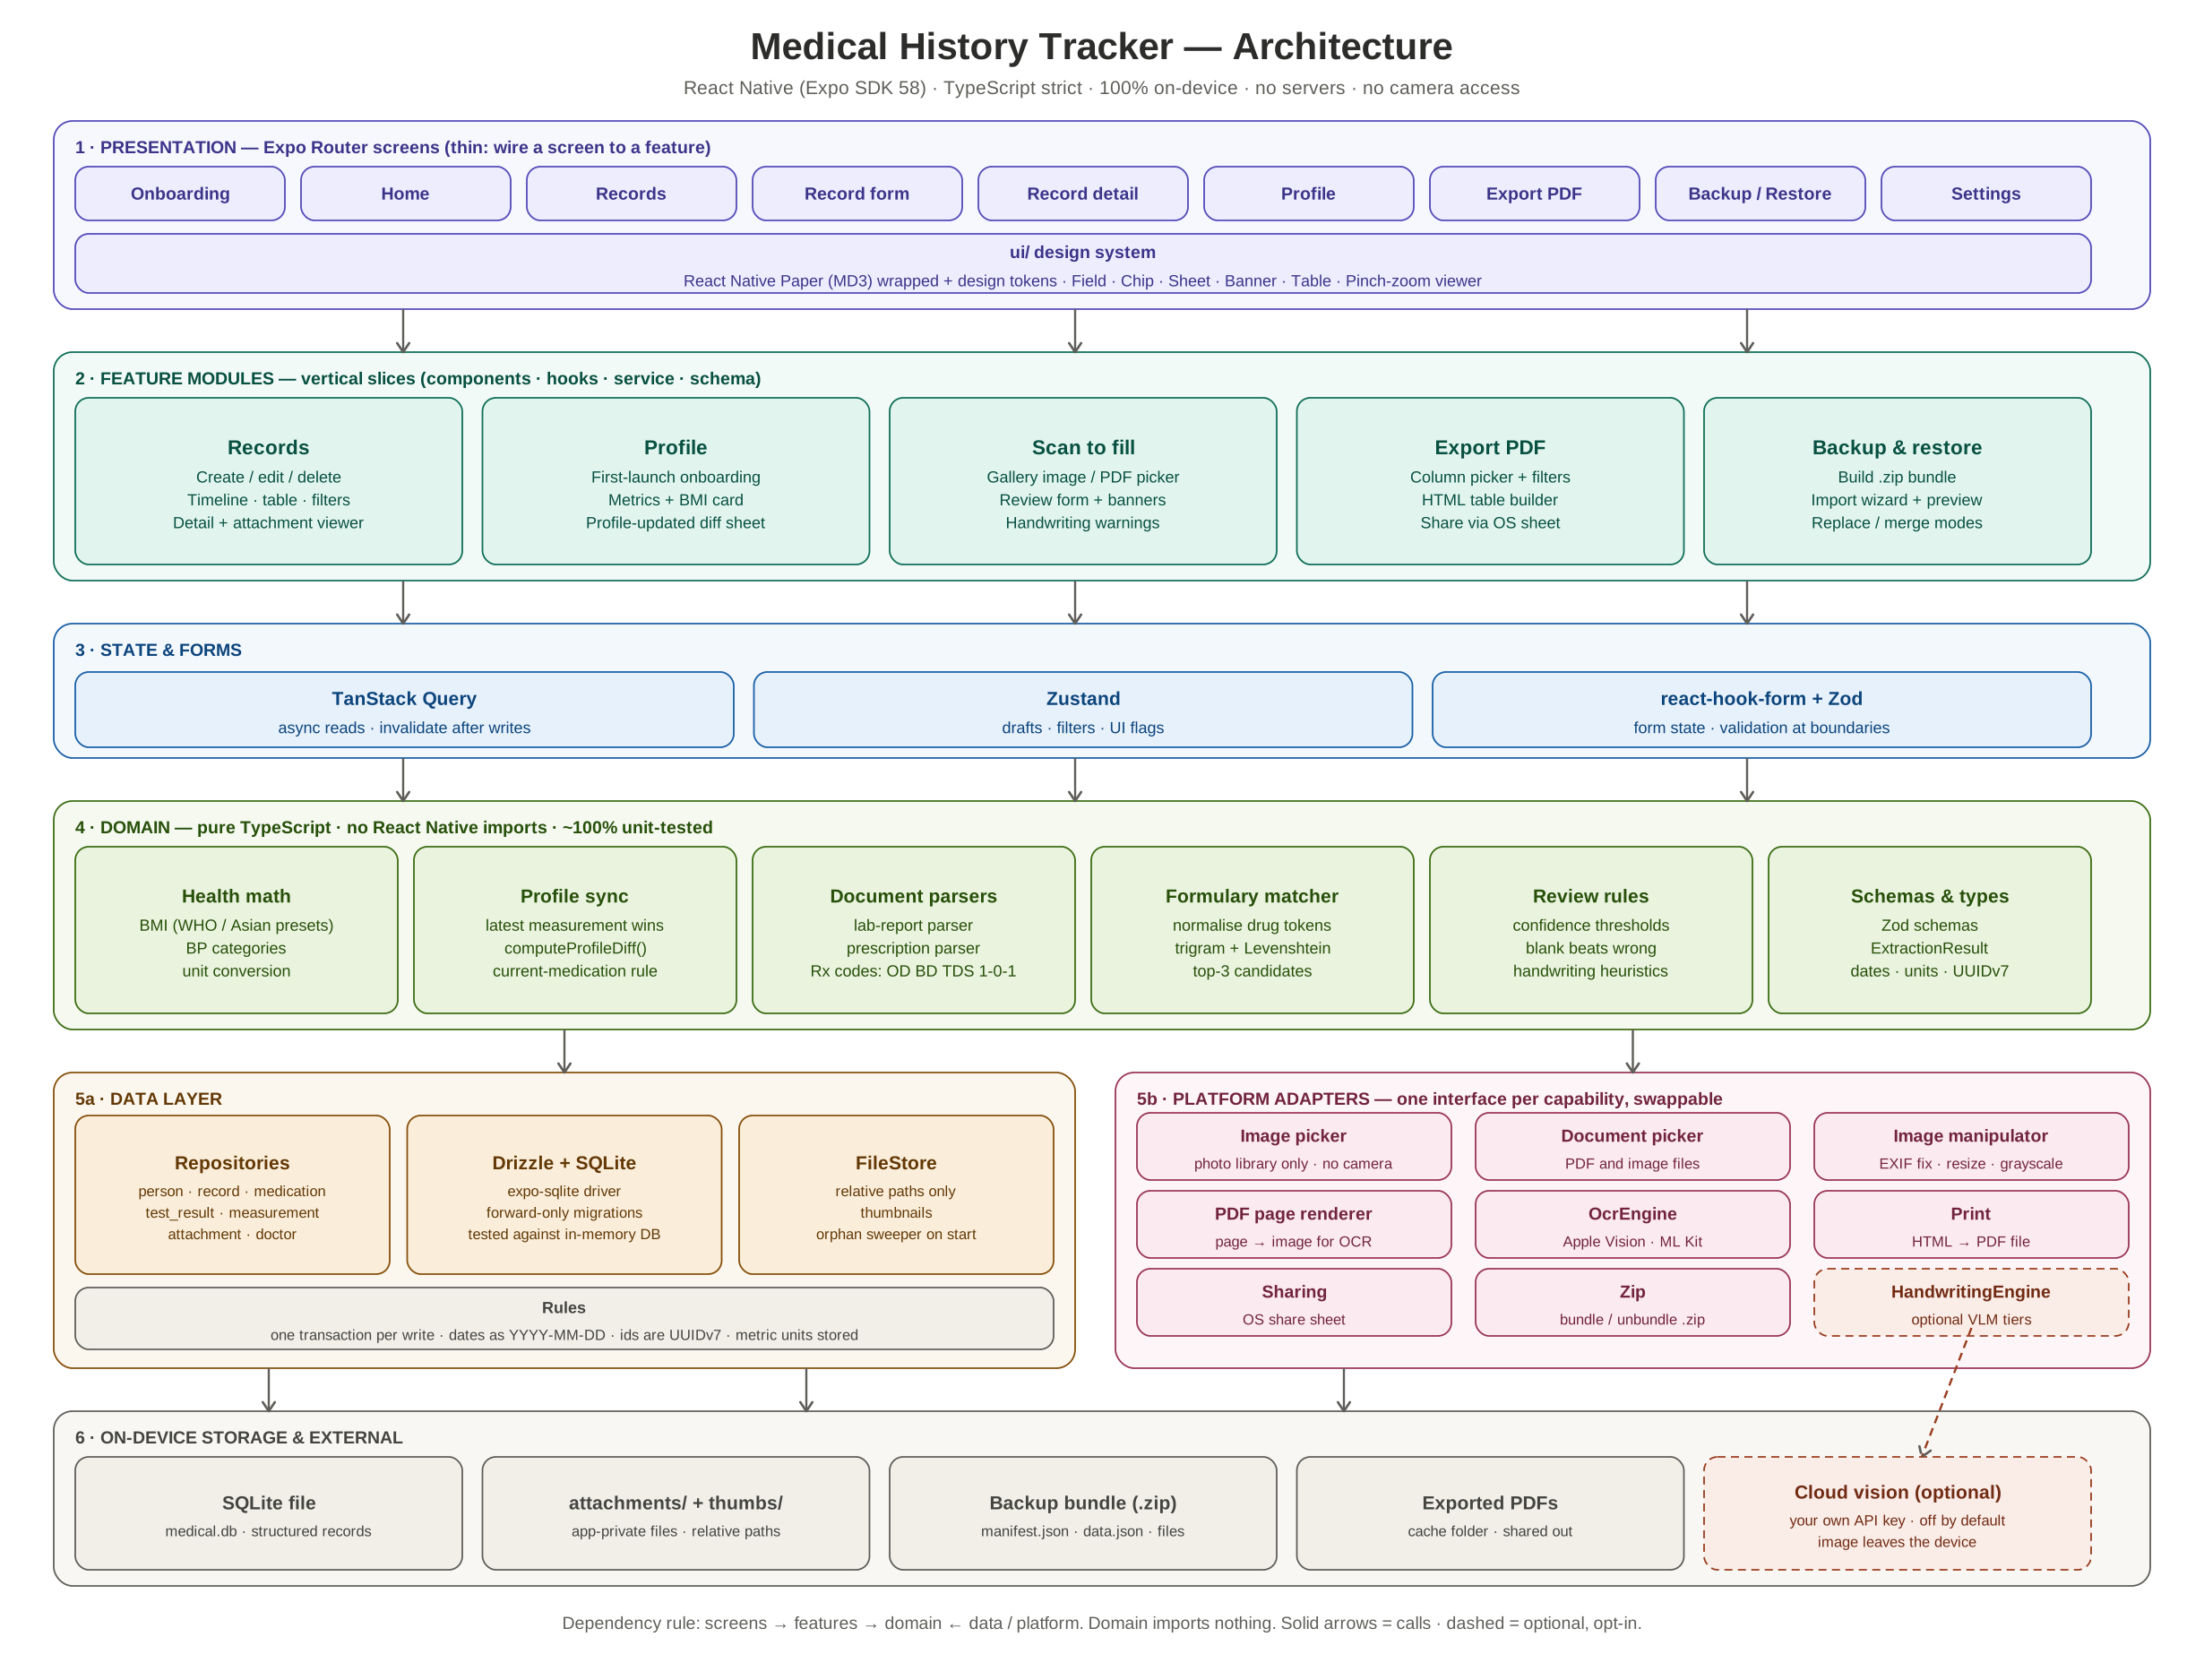 Medical History Tracker — Architecture
React Native (Expo SDK 58) · TypeScript strict · 100% on-device · no servers · no camera access
1 · PRESENTATION — Expo Router screens (thin: wire a screen to a feature)
Onboarding
Home
Records
Record form
Record detail
Profile
Export PDF
Backup / Restore
Settings
ui/ design system
React Native Paper (MD3) wrapped + design tokens · Field · Chip · Sheet · Banner · Table · Pinch-zoom viewer
2 · FEATURE MODULES — vertical slices (components · hooks · service · schema)
Records
Create / edit / delete
Timeline · table · filters
Detail + attachment viewer
Profile
First-launch onboarding
Metrics + BMI card
Profile-updated diff sheet
Scan to fill
Gallery image / PDF picker
Review form + banners
Handwriting warnings
Export PDF
Column picker + filters
HTML table builder
Share via OS sheet
Backup & restore
Build .zip bundle
Import wizard + preview
Replace / merge modes
3 · STATE & FORMS
TanStack Query
async reads · invalidate after writes
Zustand
drafts · filters · UI flags
react-hook-form + Zod
form state · validation at boundaries
4 · DOMAIN — pure TypeScript · no React Native imports · ~100% unit-tested
Health math
BMI (WHO / Asian presets)
BP categories
unit conversion
Profile sync
latest measurement wins
computeProfileDiff()
current-medication rule
Document parsers
lab-report parser
prescription parser
Rx codes: OD BD TDS 1-0-1
Formulary matcher
normalise drug tokens
trigram + Levenshtein
top-3 candidates
Review rules
confidence thresholds
blank beats wrong
handwriting heuristics
Schemas & types
Zod schemas
ExtractionResult
dates · units · UUIDv7
5a · DATA LAYER
Repositories
person · record · medication
test_result · measurement
attachment · doctor
Drizzle + SQLite
expo-sqlite driver
forward-only migrations
tested against in-memory DB
FileStore
relative paths only
thumbnails
orphan sweeper on start
Rules
one transaction per write · dates as YYYY-MM-DD · ids are UUIDv7 · metric units stored
5b · PLATFORM ADAPTERS — one interface per capability, swappable
Image picker
photo library only · no camera
Document picker
PDF and image files
Image manipulator
EXIF fix · resize · grayscale
PDF page renderer
page → image for OCR
OcrEngine
Apple Vision · ML Kit
Print
HTML → PDF file
Sharing
OS share sheet
Zip
bundle / unbundle .zip
HandwritingEngine
optional VLM tiers
6 · ON-DEVICE STORAGE & EXTERNAL
SQLite file
medical.db · structured records
attachments/ + thumbs/
app-private files · relative paths
Backup bundle (.zip)
manifest.json · data.json · files
Exported PDFs
cache folder · shared out
Cloud vision (optional)
your own API key · off by default
image leaves the device
Dependency rule: screens → features → domain ← data / platform. Domain imports nothing. Solid arrows = calls · dashed = optional, opt-in.